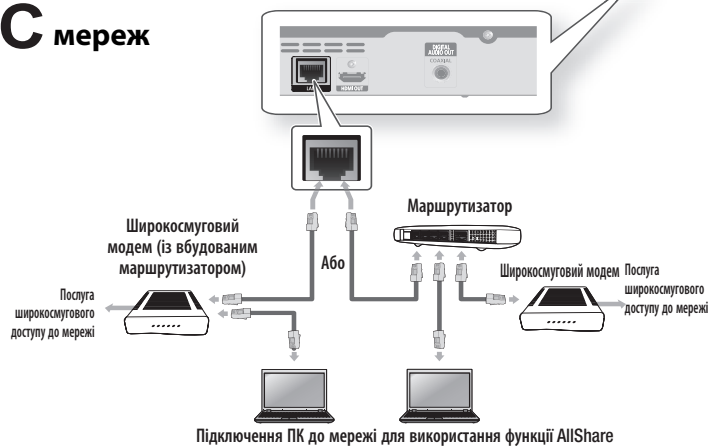 C мереж
DIGITAL
AUDIO OUT
COAXIAL
LAN
HDMI OUT
Маршрутизатор
Широкосмуговий
модем (із вбудованим
маршрутизатором)
Або
Широкосмуговий модем
Послуга
широкосмугового
доступу до мережі
Послуга
широкосмугового
доступу до мережі
Підключення ПК до мережі для використання функції AllShare